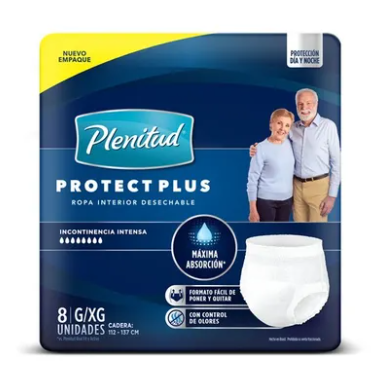 NUEVO
EMPAQUE
PROTECCIÓN
DÍA Y NOCHE
Plenitud
PROTECT PLUS
ROPA INTERIOR DESECHABLE
INCONTINENCIA INTENSA
MÁXIMA
ABSORCIÓN*
FORMATO FÁCIL DE
PONER Y QUITAR
CON CONTROL
DE OLORES
8 G/XG
UNIDADES
CADERA:
112 - 137 CM